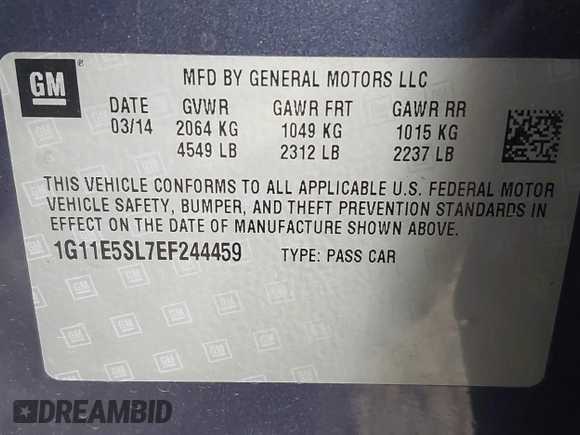 GM
MFD BY GENERAL MOTORS LLC
DATE GVWR GAWR FRT GAWR RR
03/14 2064 KG 1049 KG 1015 KG
4549 LB 2312 LB 2237 LB
THIS VEHICLE CONFORMS TO ALL APPLICABLE U.S. FEDERAL MOTOR
VEHICLE SAFETY, BUMPER, AND THEFT PREVENTION STANDARDS IN
EFFECT ON THE DATE OF MANUFACTURE SHOWN ABOVE.
1G11E5SL7EF244459 TYPE: PASS CAR
DREAMBID